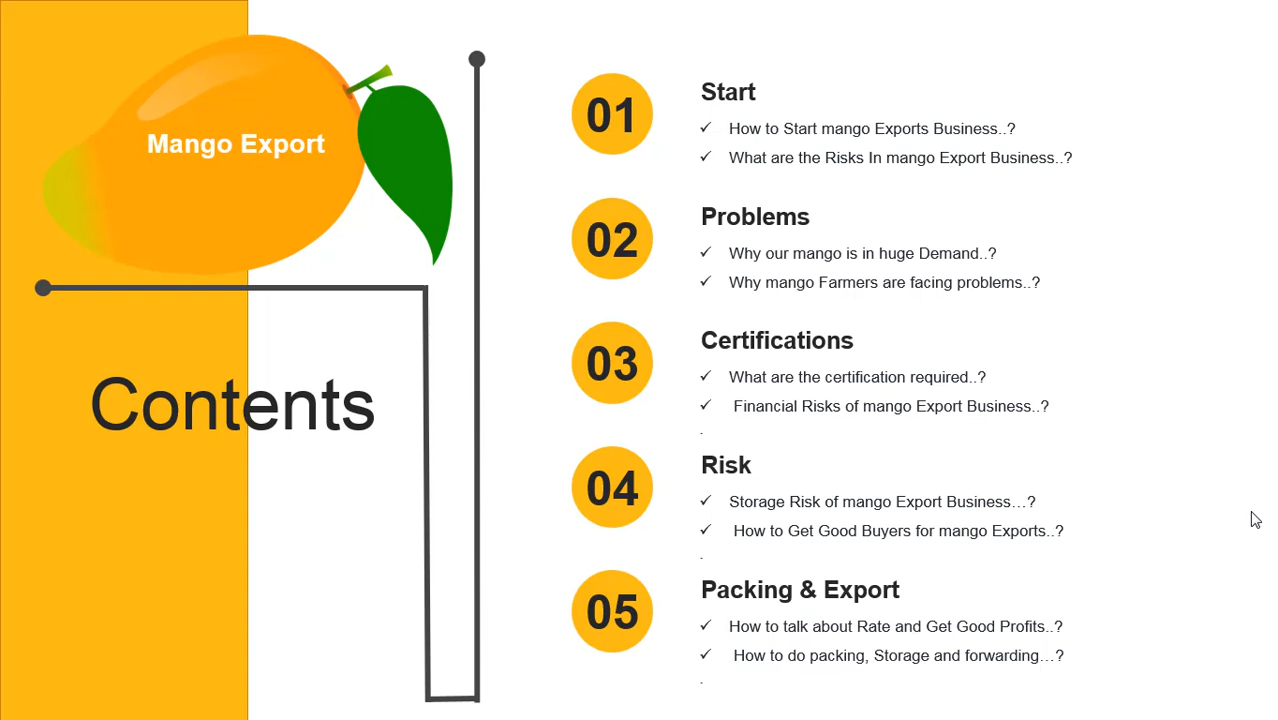 Mango Export
Contents
01
Start
✓ How to Start mango Exports Business..?
✓ What are the Risks In mango Export Business..?
02
Problems
✓ Why our mango is in huge Demand..?
✓ Why mango Farmers are facing problems..?
03
Certifications
✓ What are the certification required..?
✓ Financial Risks of mango Export Business..?
.
04
Risk
✓ Storage Risk of mango Export Business…?
✓ How to Get Good Buyers for mango Exports..?
.
05
Packing & Export
✓ How to talk about Rate and Get Good Profits..?
✓ How to do packing, Storage and forwarding…?
.